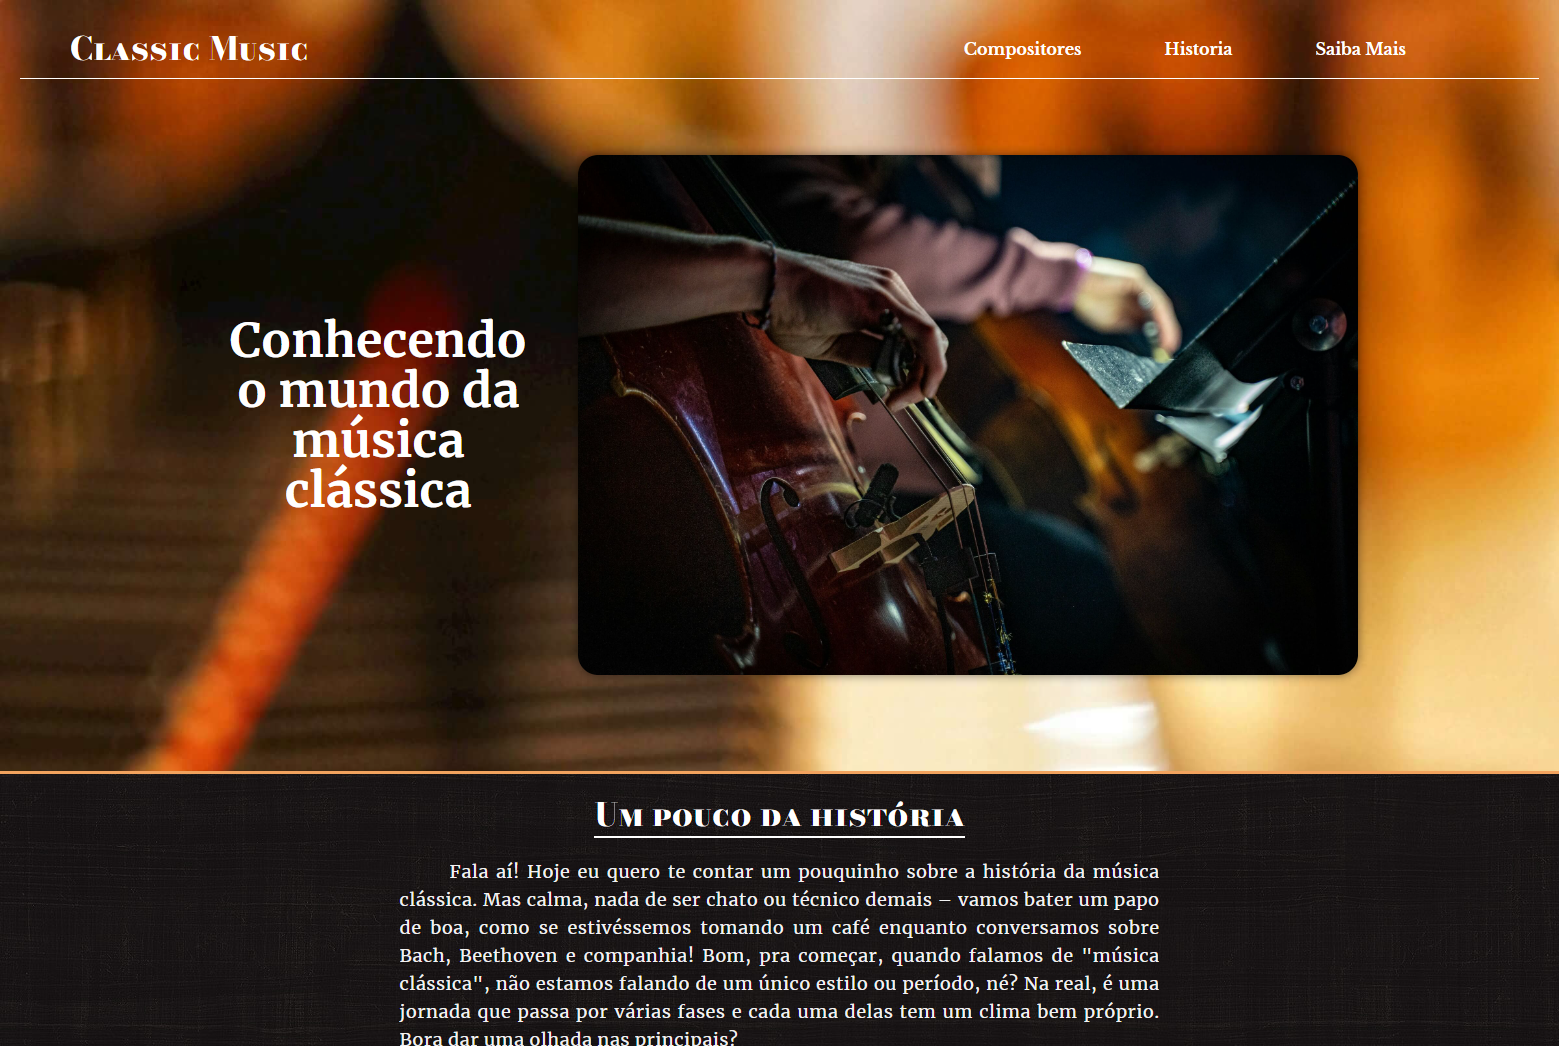 Classic Music
Compositores Historia Saiba Mais
Conhecendo
o mundo da
música
clássica
Um pouco da história
Fala aí! Hoje eu quero te contar um pouquinho sobre a história da música
clássica. Mas calma, nada de ser chato ou técnico demais – vamos bater um papo
de boa, como se estivéssemos tomando um café enquanto conversamos sobre
Bach, Beethoven e companhia! Bom, pra começar, quando falamos de "música
clássica", não estamos falando de um único estilo ou período, né? Na real, é uma
jornada que passa por várias fases e cada uma delas tem um clima bem próprio.
Bora dar uma olhada nas principais?